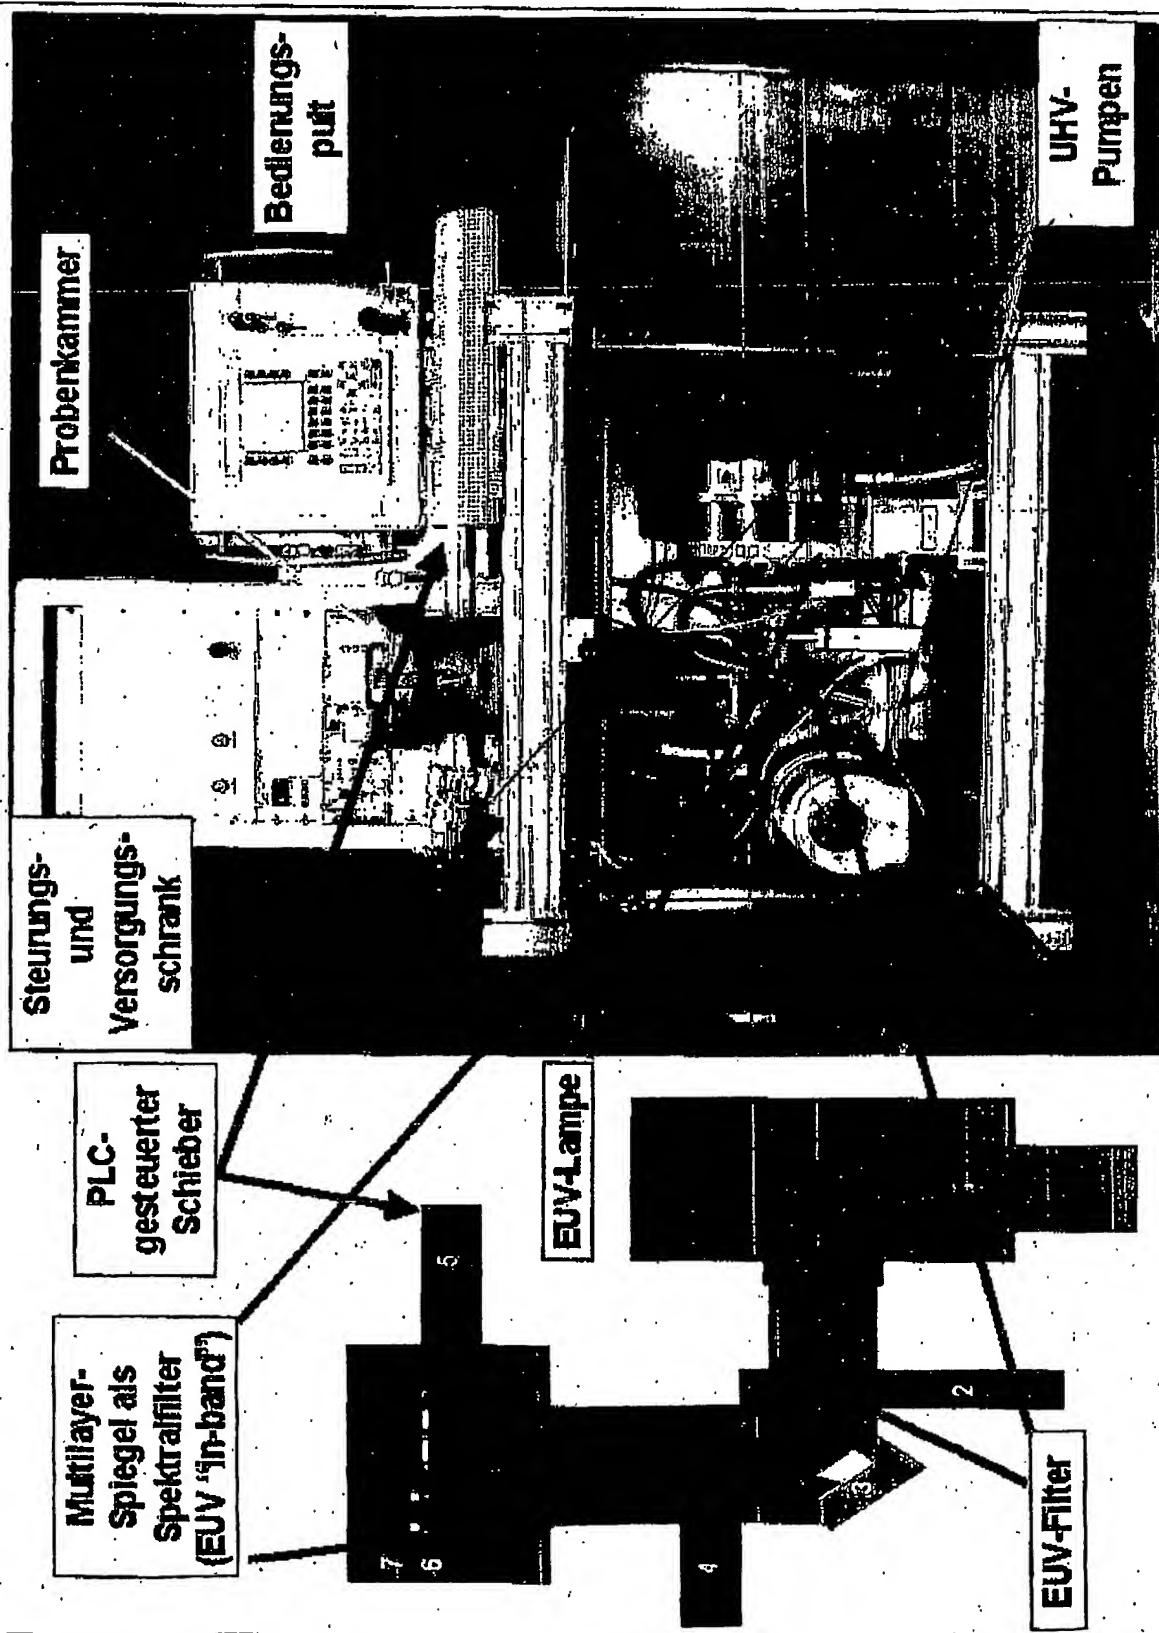 Multilayer-
Spiegel als
Spektralfilter
(EUV "in-band")
PLC-
gesteuerter
Schieber
Steurungs-
und
Versorgungs-
schrank
Probenkammer
Bedienungs-
pult
EUV-Lampe
UHV-
Pumpen
EUV-Filter
7
6
5
4
3
2